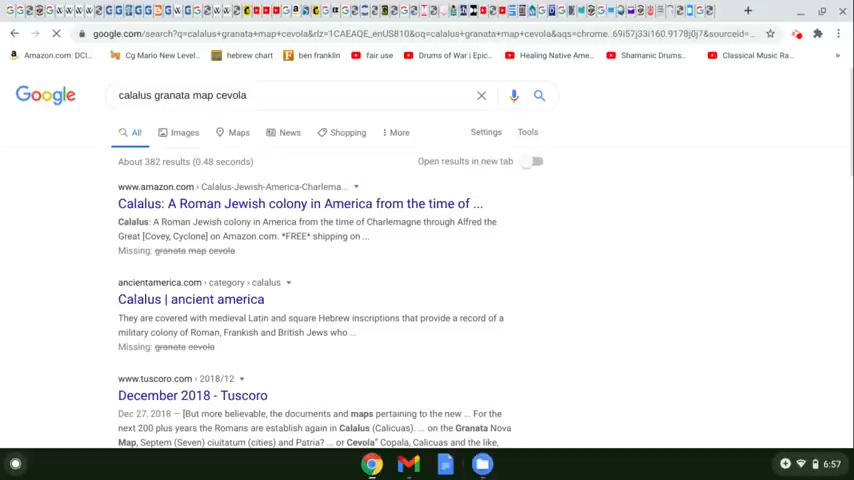 google.com/search?q=calalus+granata+map+cevola&rlz=1CAEAQE_enUS810&oq=calalus+granata+map+cevola&aqs=chrome..69i57j33i160.9178j0j7&sourceid=...
Amazon.com: DCI... Cg Mario New Level... hebrew chart ben franklin fair use Drums of War | Epic... Healing Native Ame... Shamanic Drums... Classical Music Ra... »
Google calalus granata map cevola
All Images Maps News Shopping More Settings Tools
About 382 results (0.48 seconds) Open results in new tab
www.amazon.com › Calalus-Jewish-America-Charlema...
Calalus: A Roman Jewish colony in America from the time of ...
Calalus: A Roman Jewish colony in America from the time of Charlemagne through Alfred the
Great [Covey, Cyclone] on Amazon.com. *FREE* shipping on ...
Missing: granata map cevola
ancientamerica.com › category › calalus
Calalus | ancient america
They are covered with medieval Latin and square Hebrew inscriptions that provide a record of a
military colony of Roman, Frankish and British Jews who ...
Missing: granata cevola
www.tuscoro.com › 2018/12
December 2018 - Tuscoro
Dec 27, 2018 — [But more believable, the documents and maps pertaining to the new ... For the
next 200 plus years the Romans are establish again in Calalus (Calicuas). ... on the Granata Nova
Map, Septem (Seven) ciuitatum (cities) and Patria? ... or Cevola" Copala, Calicuas and the like,
6:57